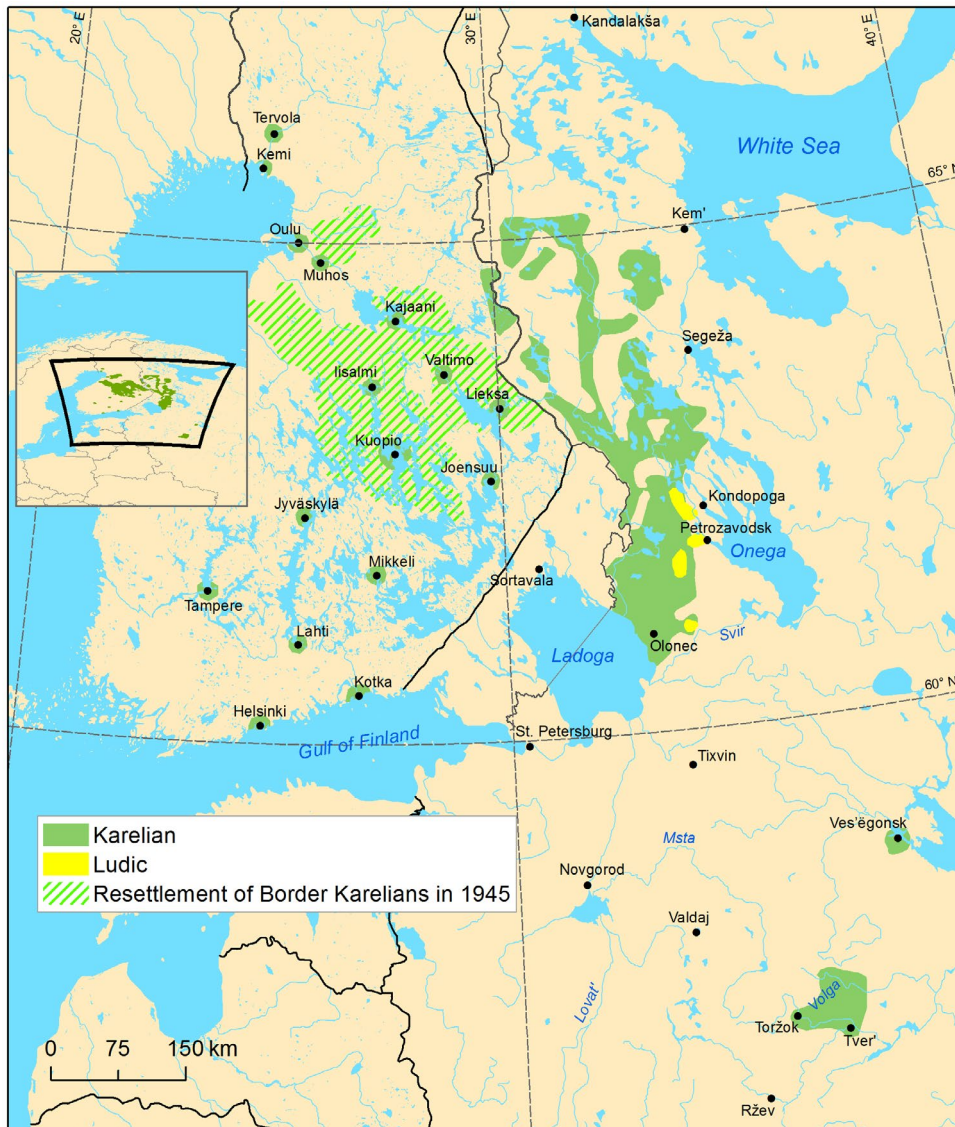 20° E
30° E
40° E
Kandalakša
White Sea
65° N
Tervola
Kemi
Kem'
Oulu
Muhos
Kajaani
Segeža
Iisalmi
Valtimo
Lieksa
Kuopio
Joensuu
Jyväskylä
Kondopoga
Petrozavodsk
Onega
Mikkeli
Sortavala
Tampere
Lahti
Olonec
Svir
Ladoga
Kotka
60° N
Helsinki
Gulf of Finland
St. Petersburg
Tixvin
Karelian
Ludic
Resettlement of Border Karelians in 1945
Ves'ëgonsk
Msta
Novgorod
Valdaj
Lovat'
Volga
Toržok
Tver'
0 75 150 km
Ržev